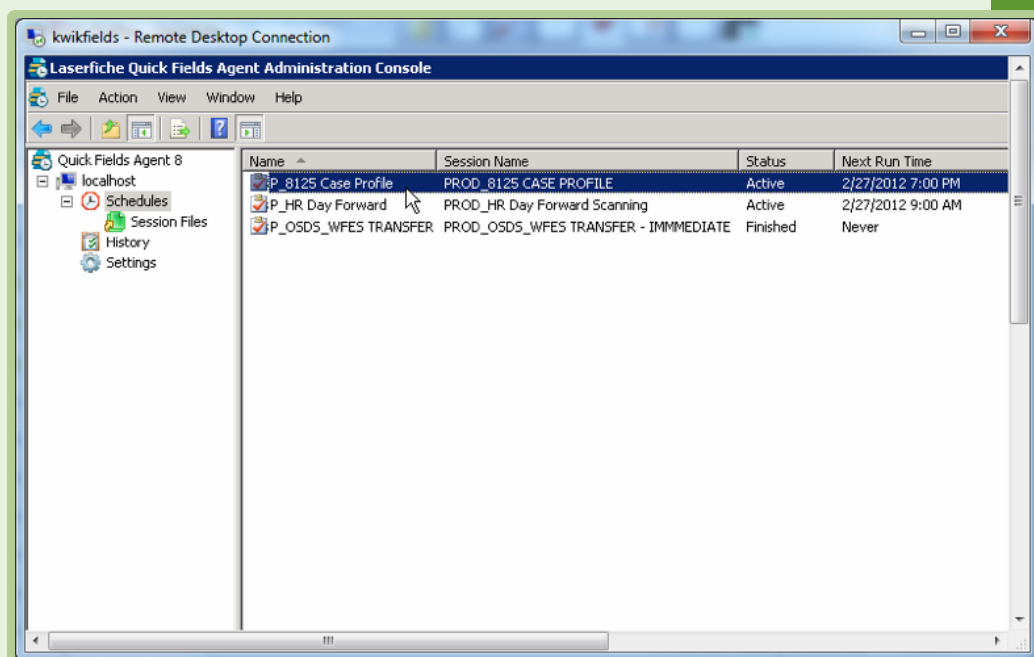 kwikfields - Remote Desktop Connection
Laserfiche Quick Fields Agent Administration Console
File Action View Window Help
Quick Fields Agent 8
localhost
Schedules
Session Files
History
Settings
Name Session Name Status Next Run Time
P_8125 Case Profile PROD_8125 CASE PROFILE Active 2/27/2012 7:00 PM
P_HR Day Forward PROD_HR Day Forward Scanning Active 2/27/2012 9:00 AM
P_OSDS_WFES TRANSFER PROD_OSDS_WFES TRANSFER - IMMMEDIATE Finished Never